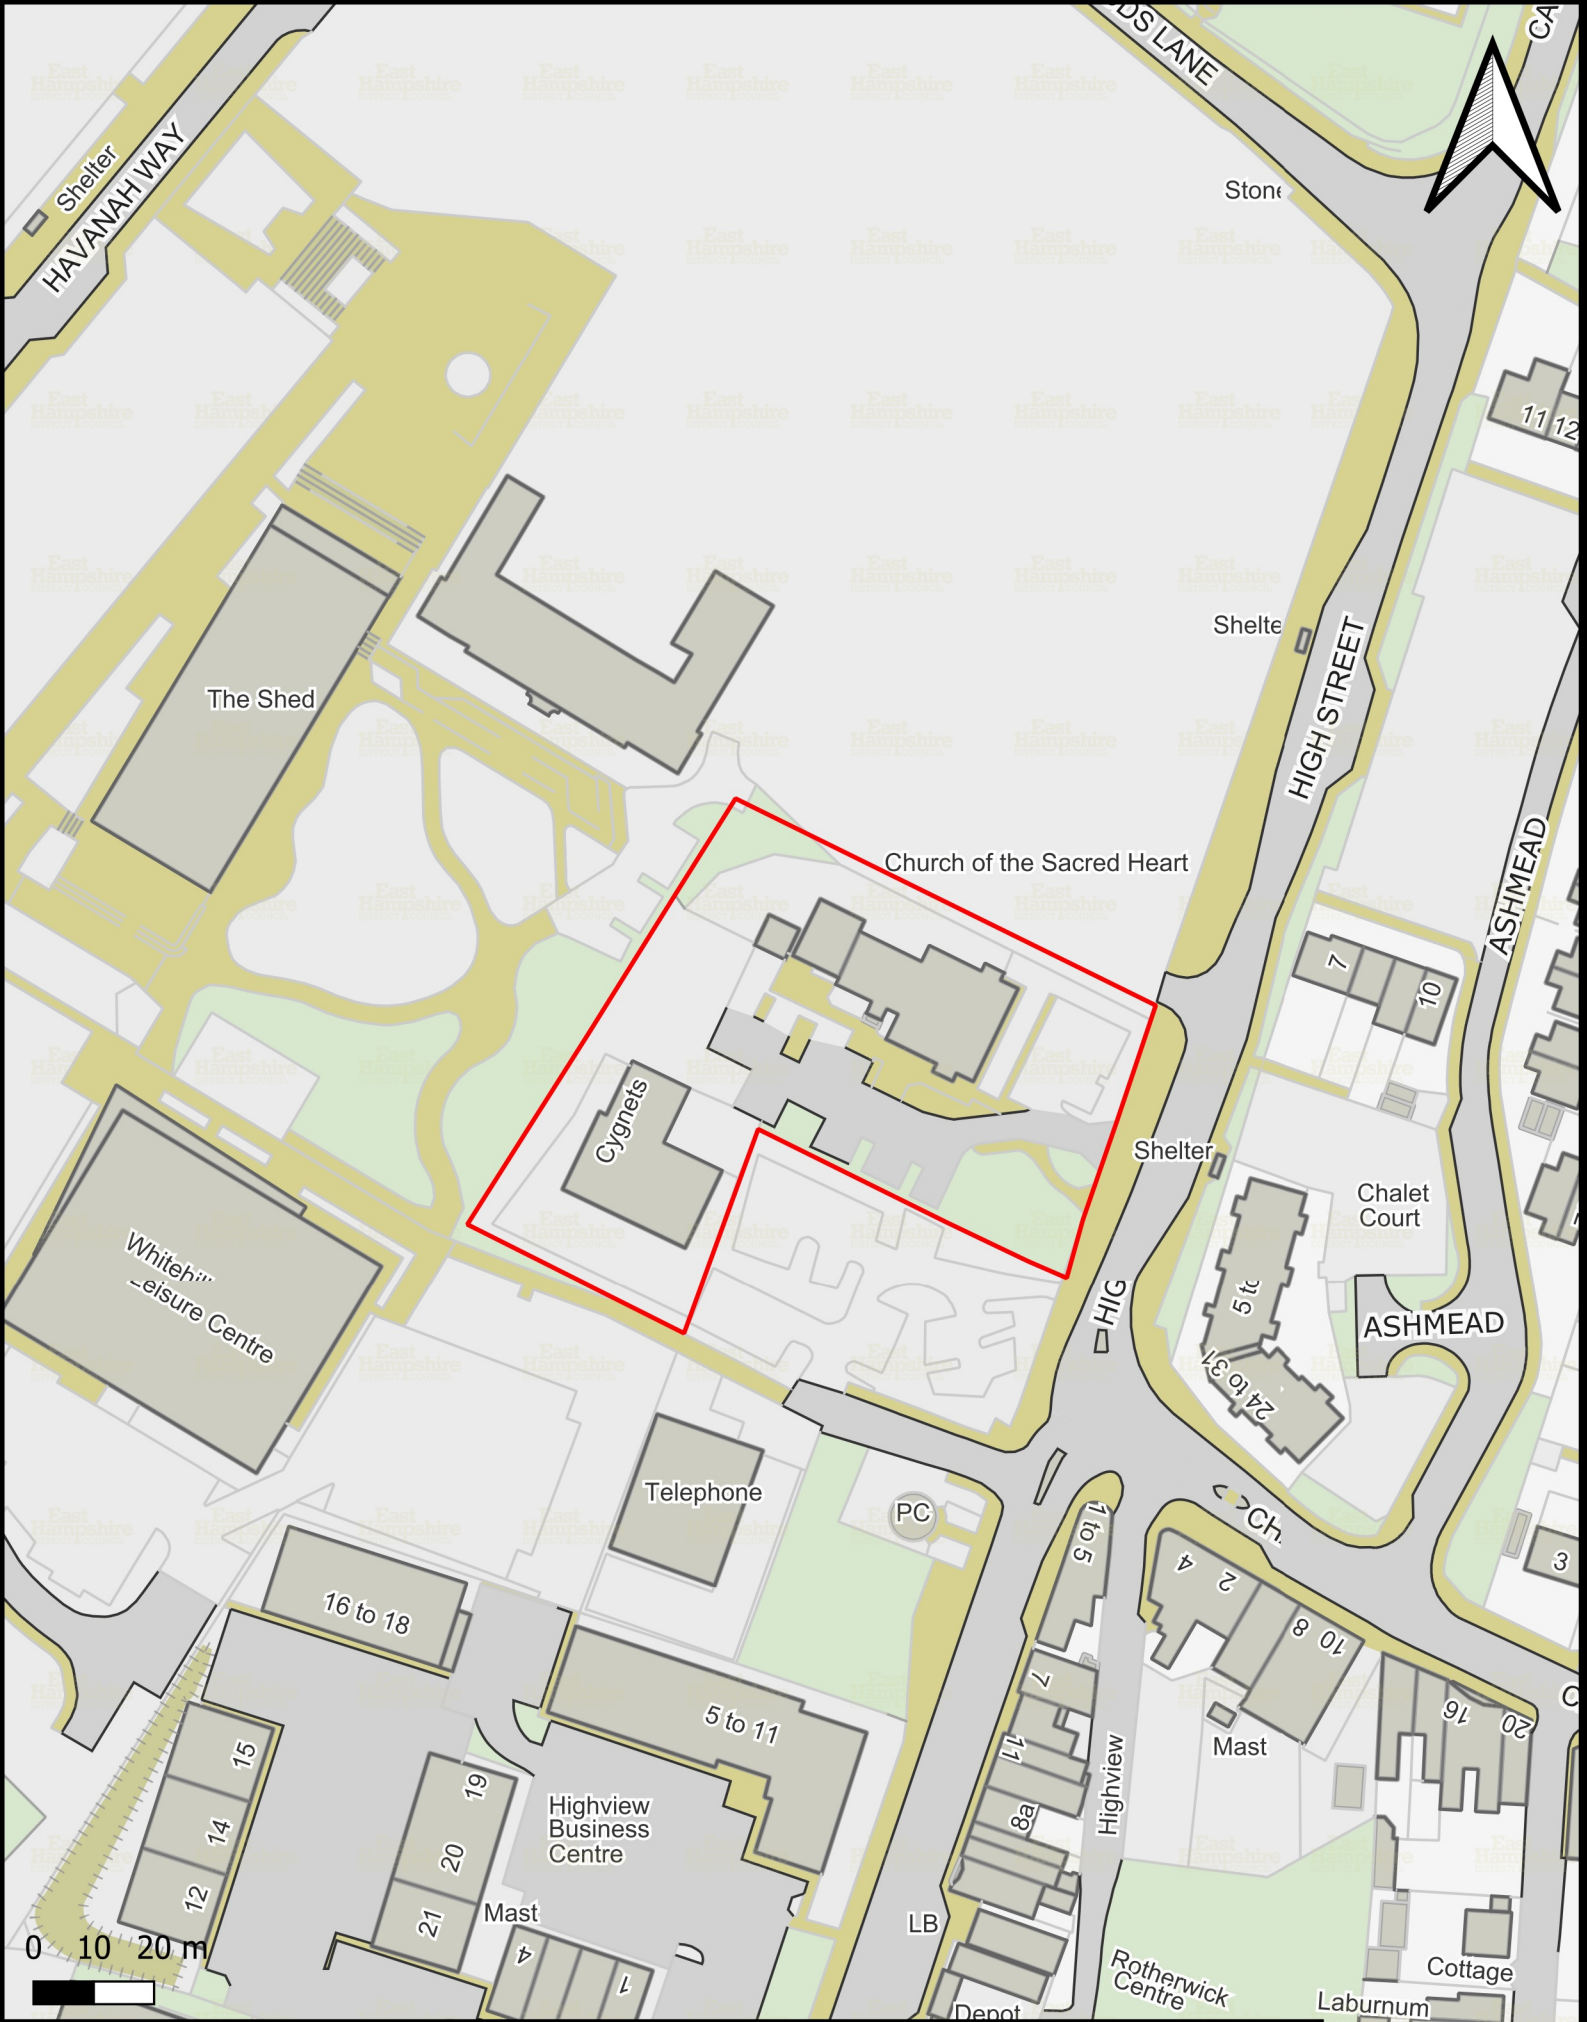 DS LANE
CA
Shelter
HAVANAH WAY
Stone
11
12
Shelte
HIGH STREET
The Shed
Church of the Sacred Heart
ASHMEAD
7
10
Cygnets
Shelter
Chalet
Court
Leisure Centre
HIG
5 to
ASHMEAD
24 to 31
Telephone
PC
1 to 5
CH
3
4
2
8
10
16 to 18
7
5 to 11
16
20
C
15
11
Mast
19
Highview
Business
Centre
Highview
14
8a
20
12
21
Mast
LB
4
1
0 10 20 m
Rotherwick
Centre
Cottage
Laburnum
Depot
East
Hampshire